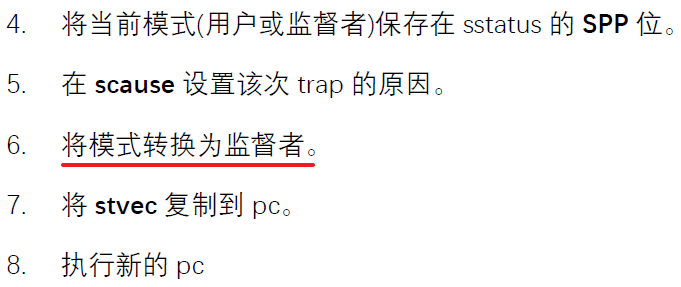 4. 将当前模式(用户或监督者)保存在 sstatus 的 SPP 位。
5. 在 scause 设置该次 trap 的原因。
6. 将模式转换为监督者。
7. 将 stvec 复制到 pc。
8. 执行新的 pc